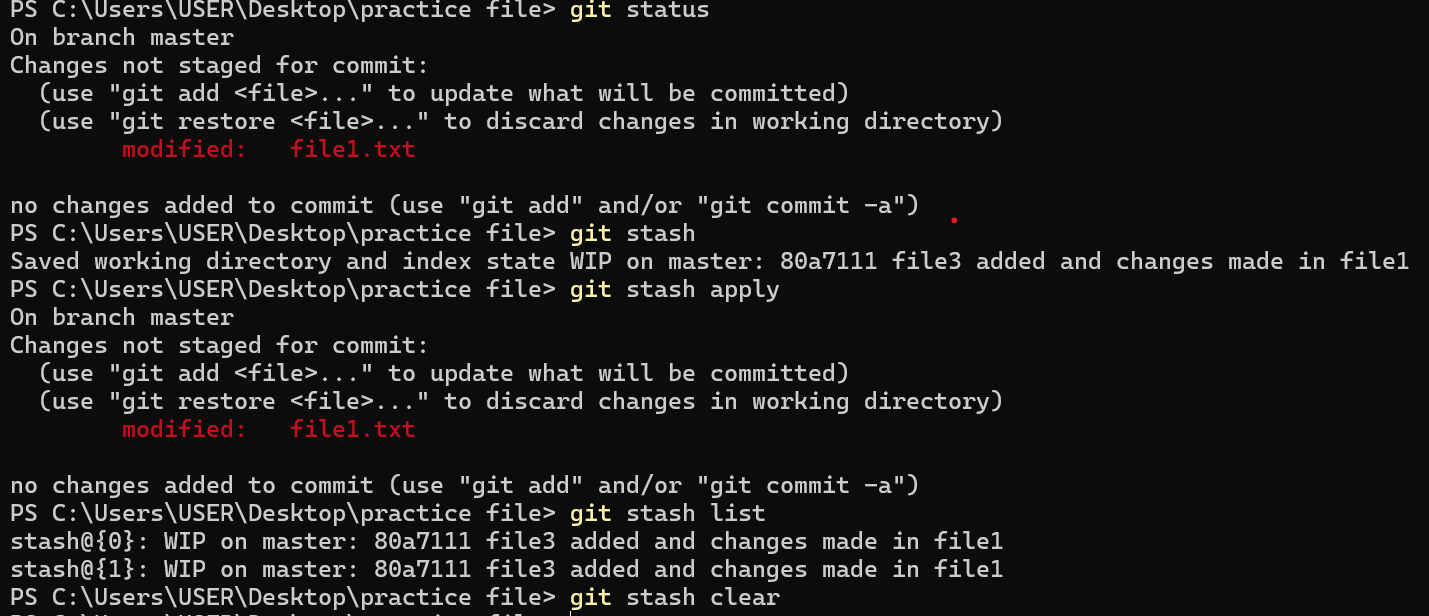 PS C:\Users\USER\Desktop\practice file> git status
On branch master
Changes not staged for commit:
  (use "git add <file>..." to update what will be committed)
  (use "git restore <file>..." to discard changes in working directory)
        modified:   file1.txt

no changes added to commit (use "git add" and/or "git commit -a")
PS C:\Users\USER\Desktop\practice file> git stash
Saved working directory and index state WIP on master: 80a7111 file3 added and changes made in file1
PS C:\Users\USER\Desktop\practice file> git stash apply
On branch master
Changes not staged for commit:
  (use "git add <file>..." to update what will be committed)
  (use "git restore <file>..." to discard changes in working directory)
        modified:   file1.txt

no changes added to commit (use "git add" and/or "git commit -a")
PS C:\Users\USER\Desktop\practice file> git stash list
stash@{0}: WIP on master: 80a7111 file3 added and changes made in file1
stash@{1}: WIP on master: 80a7111 file3 added and changes made in file1
PS C:\Users\USER\Desktop\practice file> git stash clear